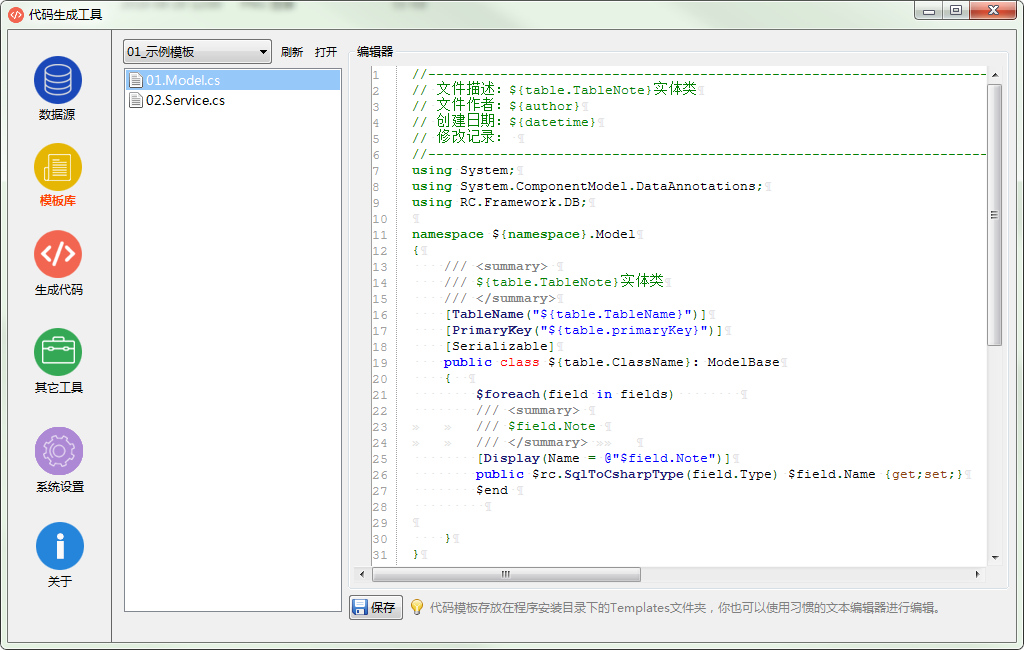 代码生成工具
01_示例模板
刷新
打开
编辑器
数据源
模板库
生成代码
其它工具
系统设置
关于
01.Model.cs
02.Service.cs
1 //----------------------------------------------------------------------
2 // 文件描述: ${table.TableNote}实体类
3 // 文件作者: ${author}
4 // 创建日期: ${datetime}
5 // 修改记录:
6 //----------------------------------------------------------------------
7 using System;
8 using System.ComponentModel.DataAnnotations;
9 using RC.Framework.DB;
10
11 namespace ${namespace}.Model
12 {
13 /// <summary>
14 /// ${table.TableNote}实体类
15 /// </summary>
16 [TableName("${table.TableName}")]
17 [PrimaryKey("${table.primaryKey}")]
18 [Serializable]
19 public class ${table.ClassName}: ModelBase
20 {
21 $foreach(field in fields)
22 /// <summary>
23 /// $field.Note
24 /// </summary>
25 [Display(Name = @"$field.Note")]
26 public $rc.SqlToCsharpType(field.Type) $field.Name {get;set;}
27 $end
28
29
30 }
31 }
保存
代码模板存放在程序安装目录下的Templates文件夹，你也可以使用习惯的文本编辑器进行编辑。